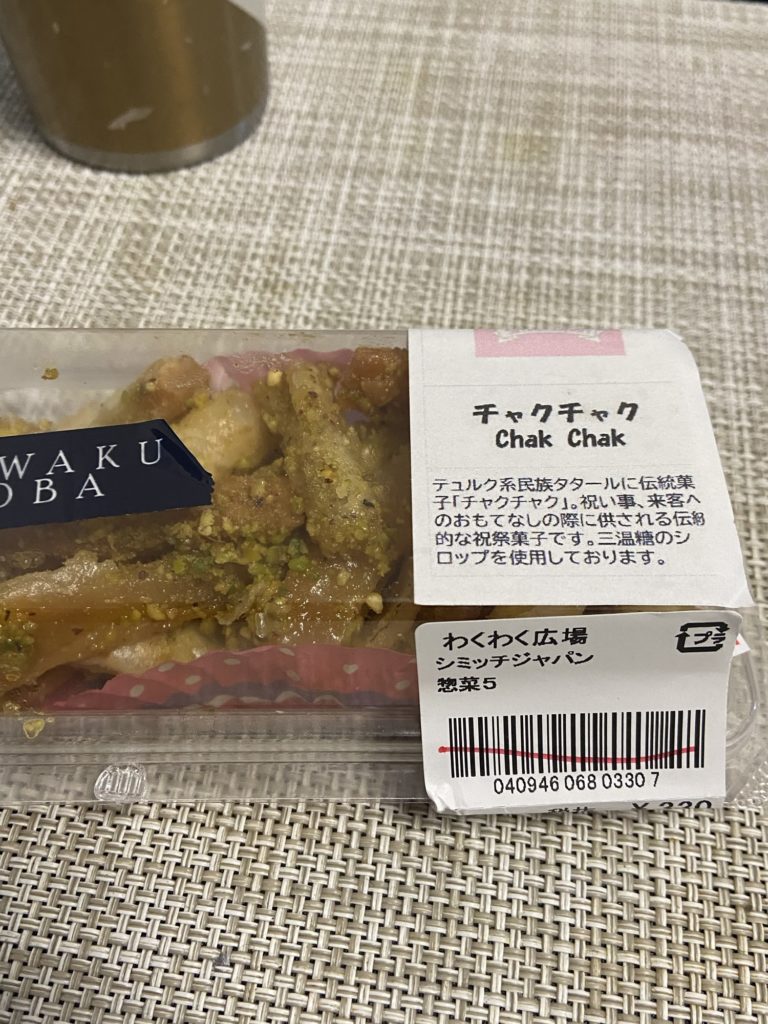 WAKU
OBA
チャクチャク
Chak Chak
テュルク系民族タタールに伝統菓
子「チャクチャク」。祝い事、来客へ
のおもてなしの際に供される伝統
的な祝祭菓子です。三温糖のシ
ロップを使用しております。
わくわく広場
プラ
シミッチジャパン
惣菜5
040946 068 0330 7
¥330